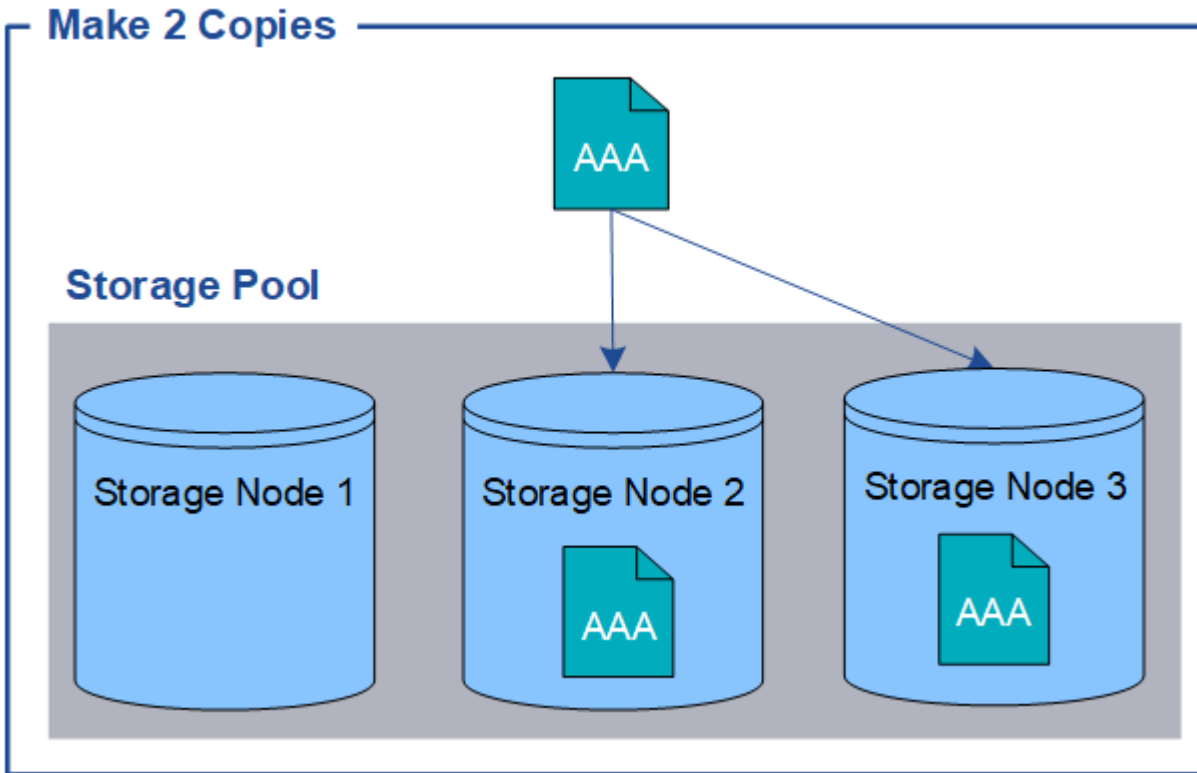 Make 2 Copies
AAA
Storage Pool
Storage Node 1
Storage Node 2
Storage Node 3
AAA
AAA